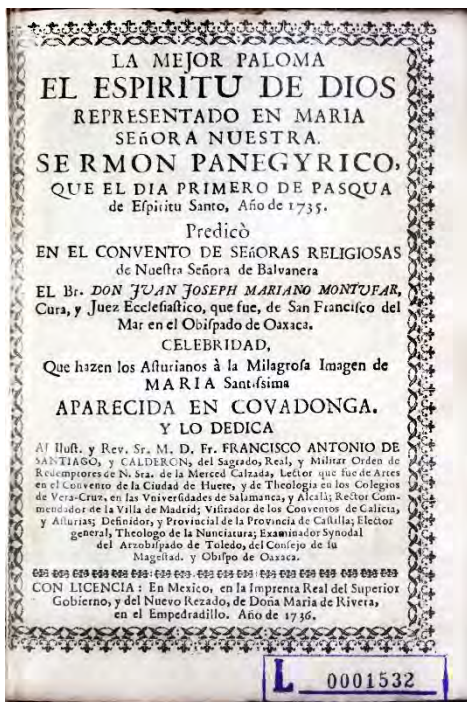 LA MEJOR PALOMA
EL ESPIRITU DE DIOS
REPRESENTADO EN MARIA
SEñORA NUESTRA.
SERMON PANEGYRICO,
QUE EL DIA PRIMERO DE PASQUA
de Eſpiritu Santo, Año de 1735.
Predicò
EN EL CONVENTO DE SEñORAS RELIGIOSAS
de Nueſtra Señora de Balvanera
EL Br. DON JVAN JOSEPH MARIANO MONTUFAR,
Cura, y Juez Eccleſiaſtico, que fue, de San Franciſco del
Mar en el Obiſpado de Oaxaca.
CELEBRIDAD,
Que hazen los Aſturianos à la Milagroſa Imagen de
MARIA Santiſsima
APARECIDA EN COVADONGA.
Y LO DEDICA
Al Iluſt. y Rev. Sr. M. D. Fr. FRANCISCO ANTONIO DE
SANTIAGO, y CALDERON, del Sagrado, Real, y Militar Orden de
Redemptores de N. Sra. de la Merced Calzada, Lector que fue de Artes
en el Convento de la Ciudad de Huete, y de Theologia en los Colegios
de Vera-Cruz, en las Vniverſidades de Salamanca, y Alcalà; Rector Com-
mendador de la Villa de Madrid; Viſitador de los Conventos de Galicia,
y Aſturias; Definidor, y Provincial de la Provincia de Caſtilla; Elector
general, Theologo de la Nunciatura; Examinador Synodal
del Arzobiſpado de Toledo, del Conſejo de ſu
Mageſtad. y Obiſpo de Oaxaca.
CON LICENCIA: En Mexico, en la Imprenta Real del Superior
Gobierno, y del Nuevo Rezado, de Doña Maria de Rivera,
en el Empedradillo. Año de 1736.
L 0001532